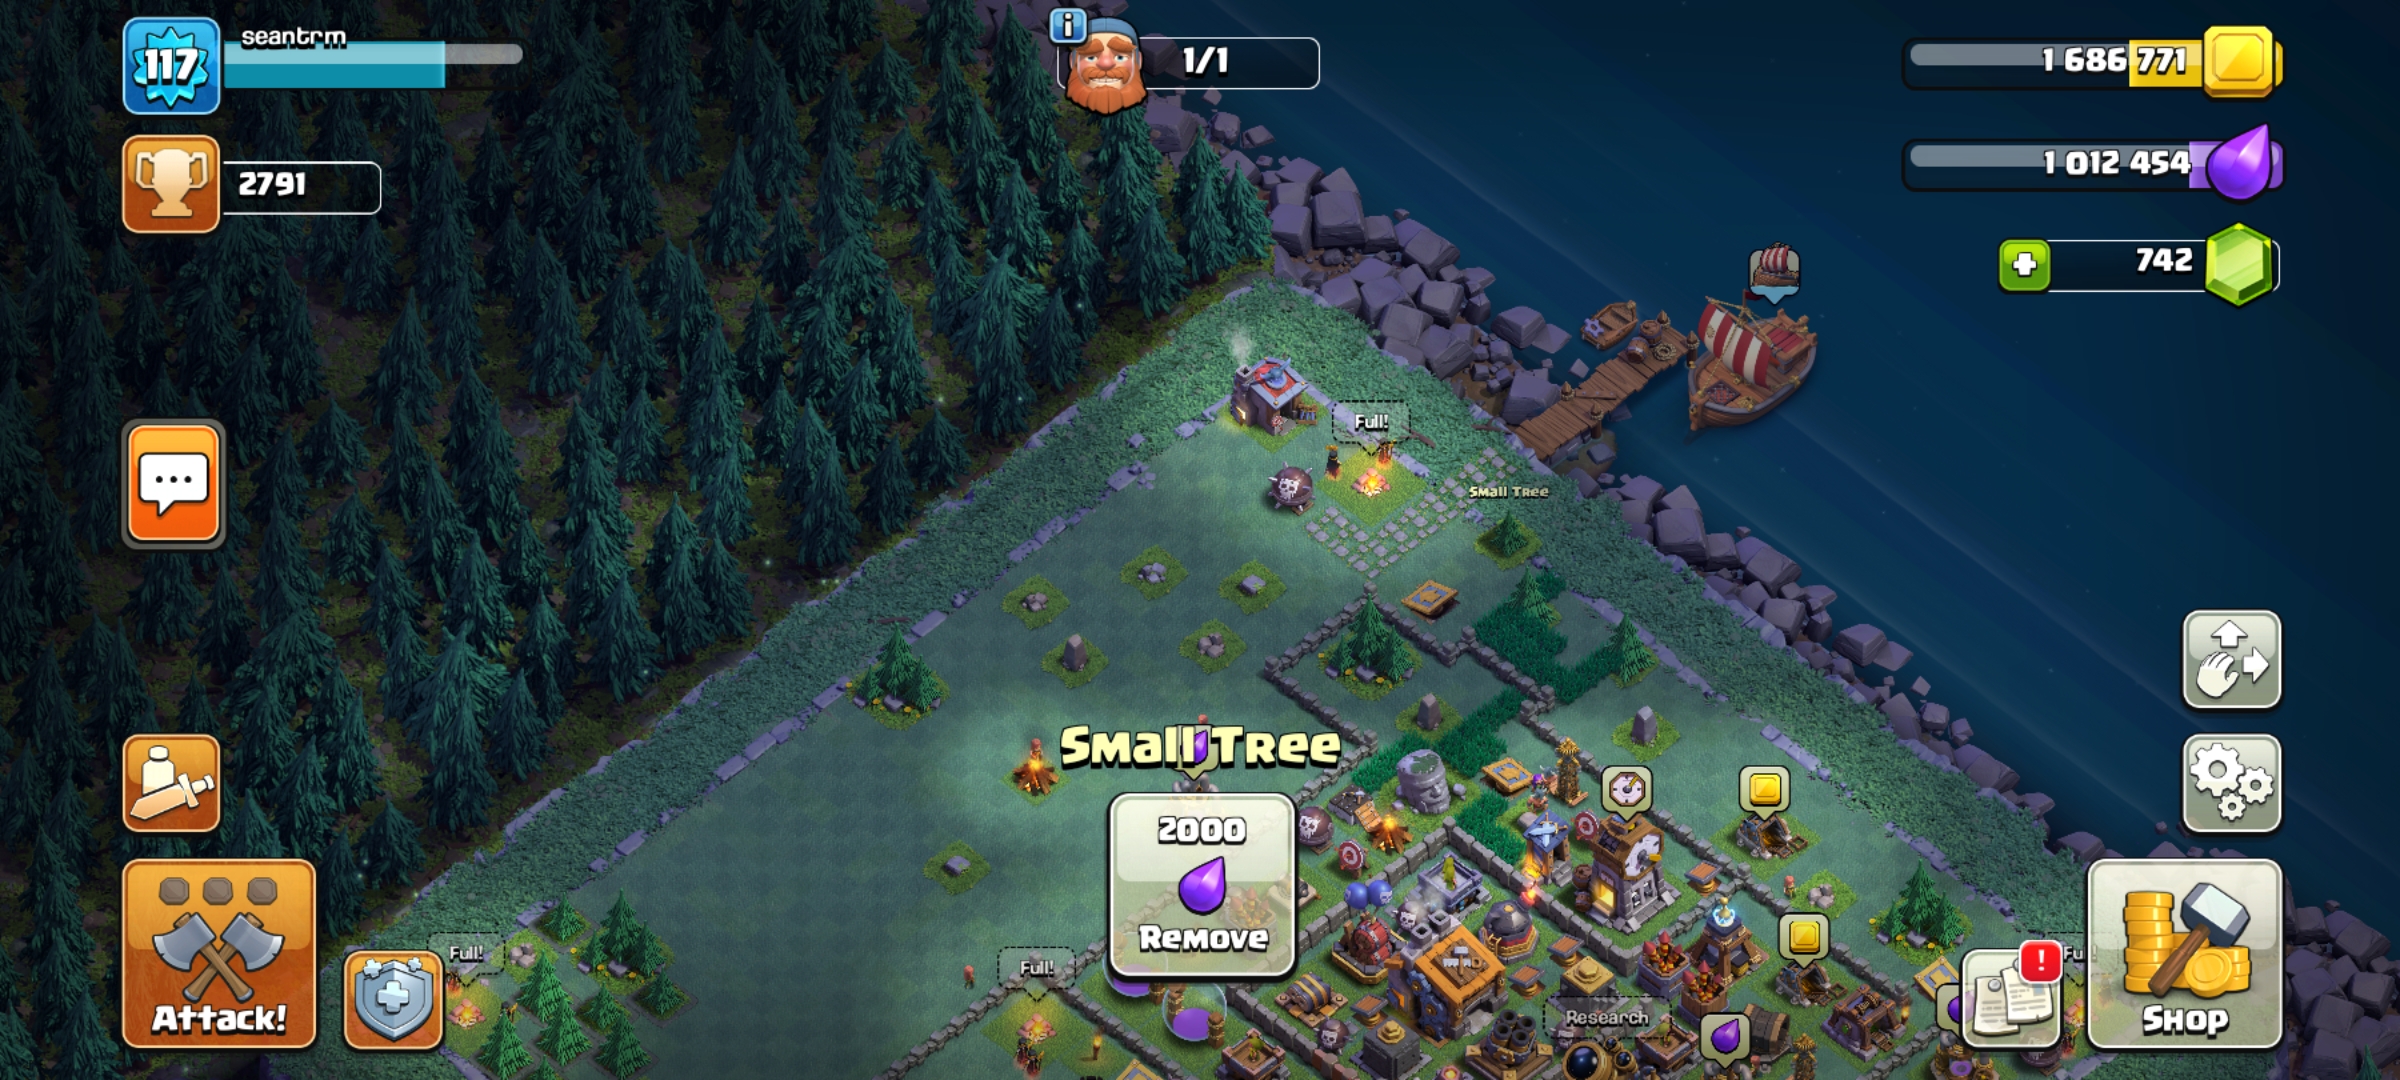 117
seantrm
i
1/1
1 686 771
2791
1 012 454
742
Full!
Small Tree
Small Tree
2000
Remove
Full!
Full!
Fu
!
Research
Attack!
Shop